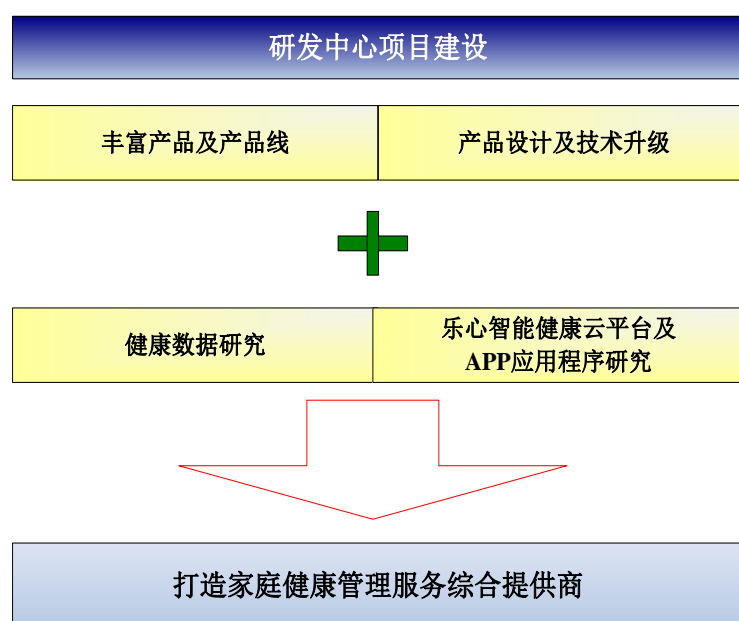 研发中心项目建设
丰富产品及产品线
产品设计及技术升级
健康数据研究
乐心智能健康云平台及
APP应用程序研究
打造家庭健康管理服务综合提供商